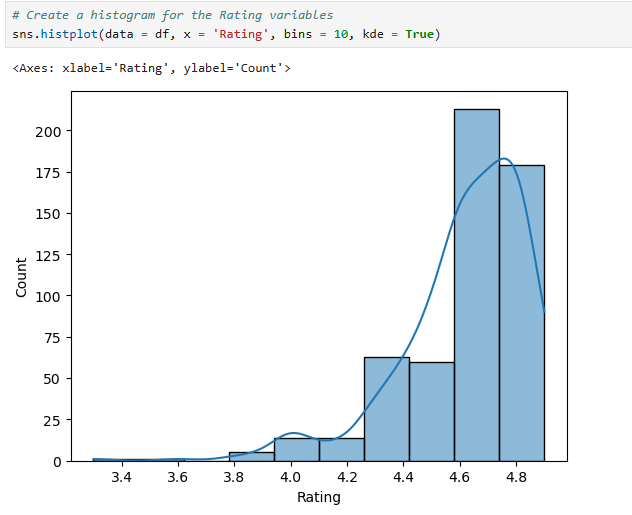 # Create a histogram for the Rating variables
sns.histplot(data = df, x = 'Rating', bins = 10, kde = True)
<Axes: xlabel='Rating', ylabel='Count'>
200
175
150
125
100
75
50
25
0
Count
3.4 3.6 3.8 4.0 4.2 4.4 4.6 4.8
Rating